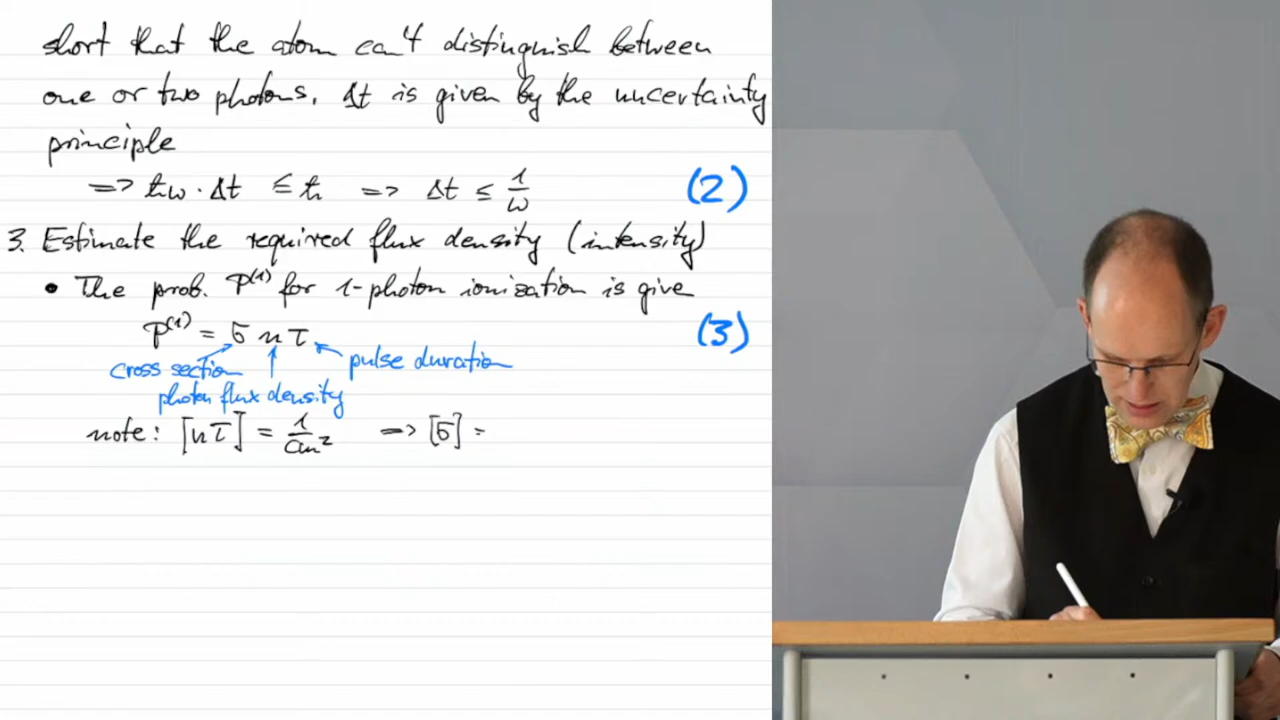 short that the atom can't distinguish between
one or two photons. Δt is given by the uncertainty
principle
=> ħω · Δt ≤ ħ => Δt ≤ 1/ω (2)
3. Estimate the required flux density (intensity)
• The prob. P⁽¹⁾ for 1-photon ionization is given
P⁽¹⁾ = σ n τ (3)
cross section pulse duration
photon flux density
note: [nτ] = 1/cm² => [σ] =